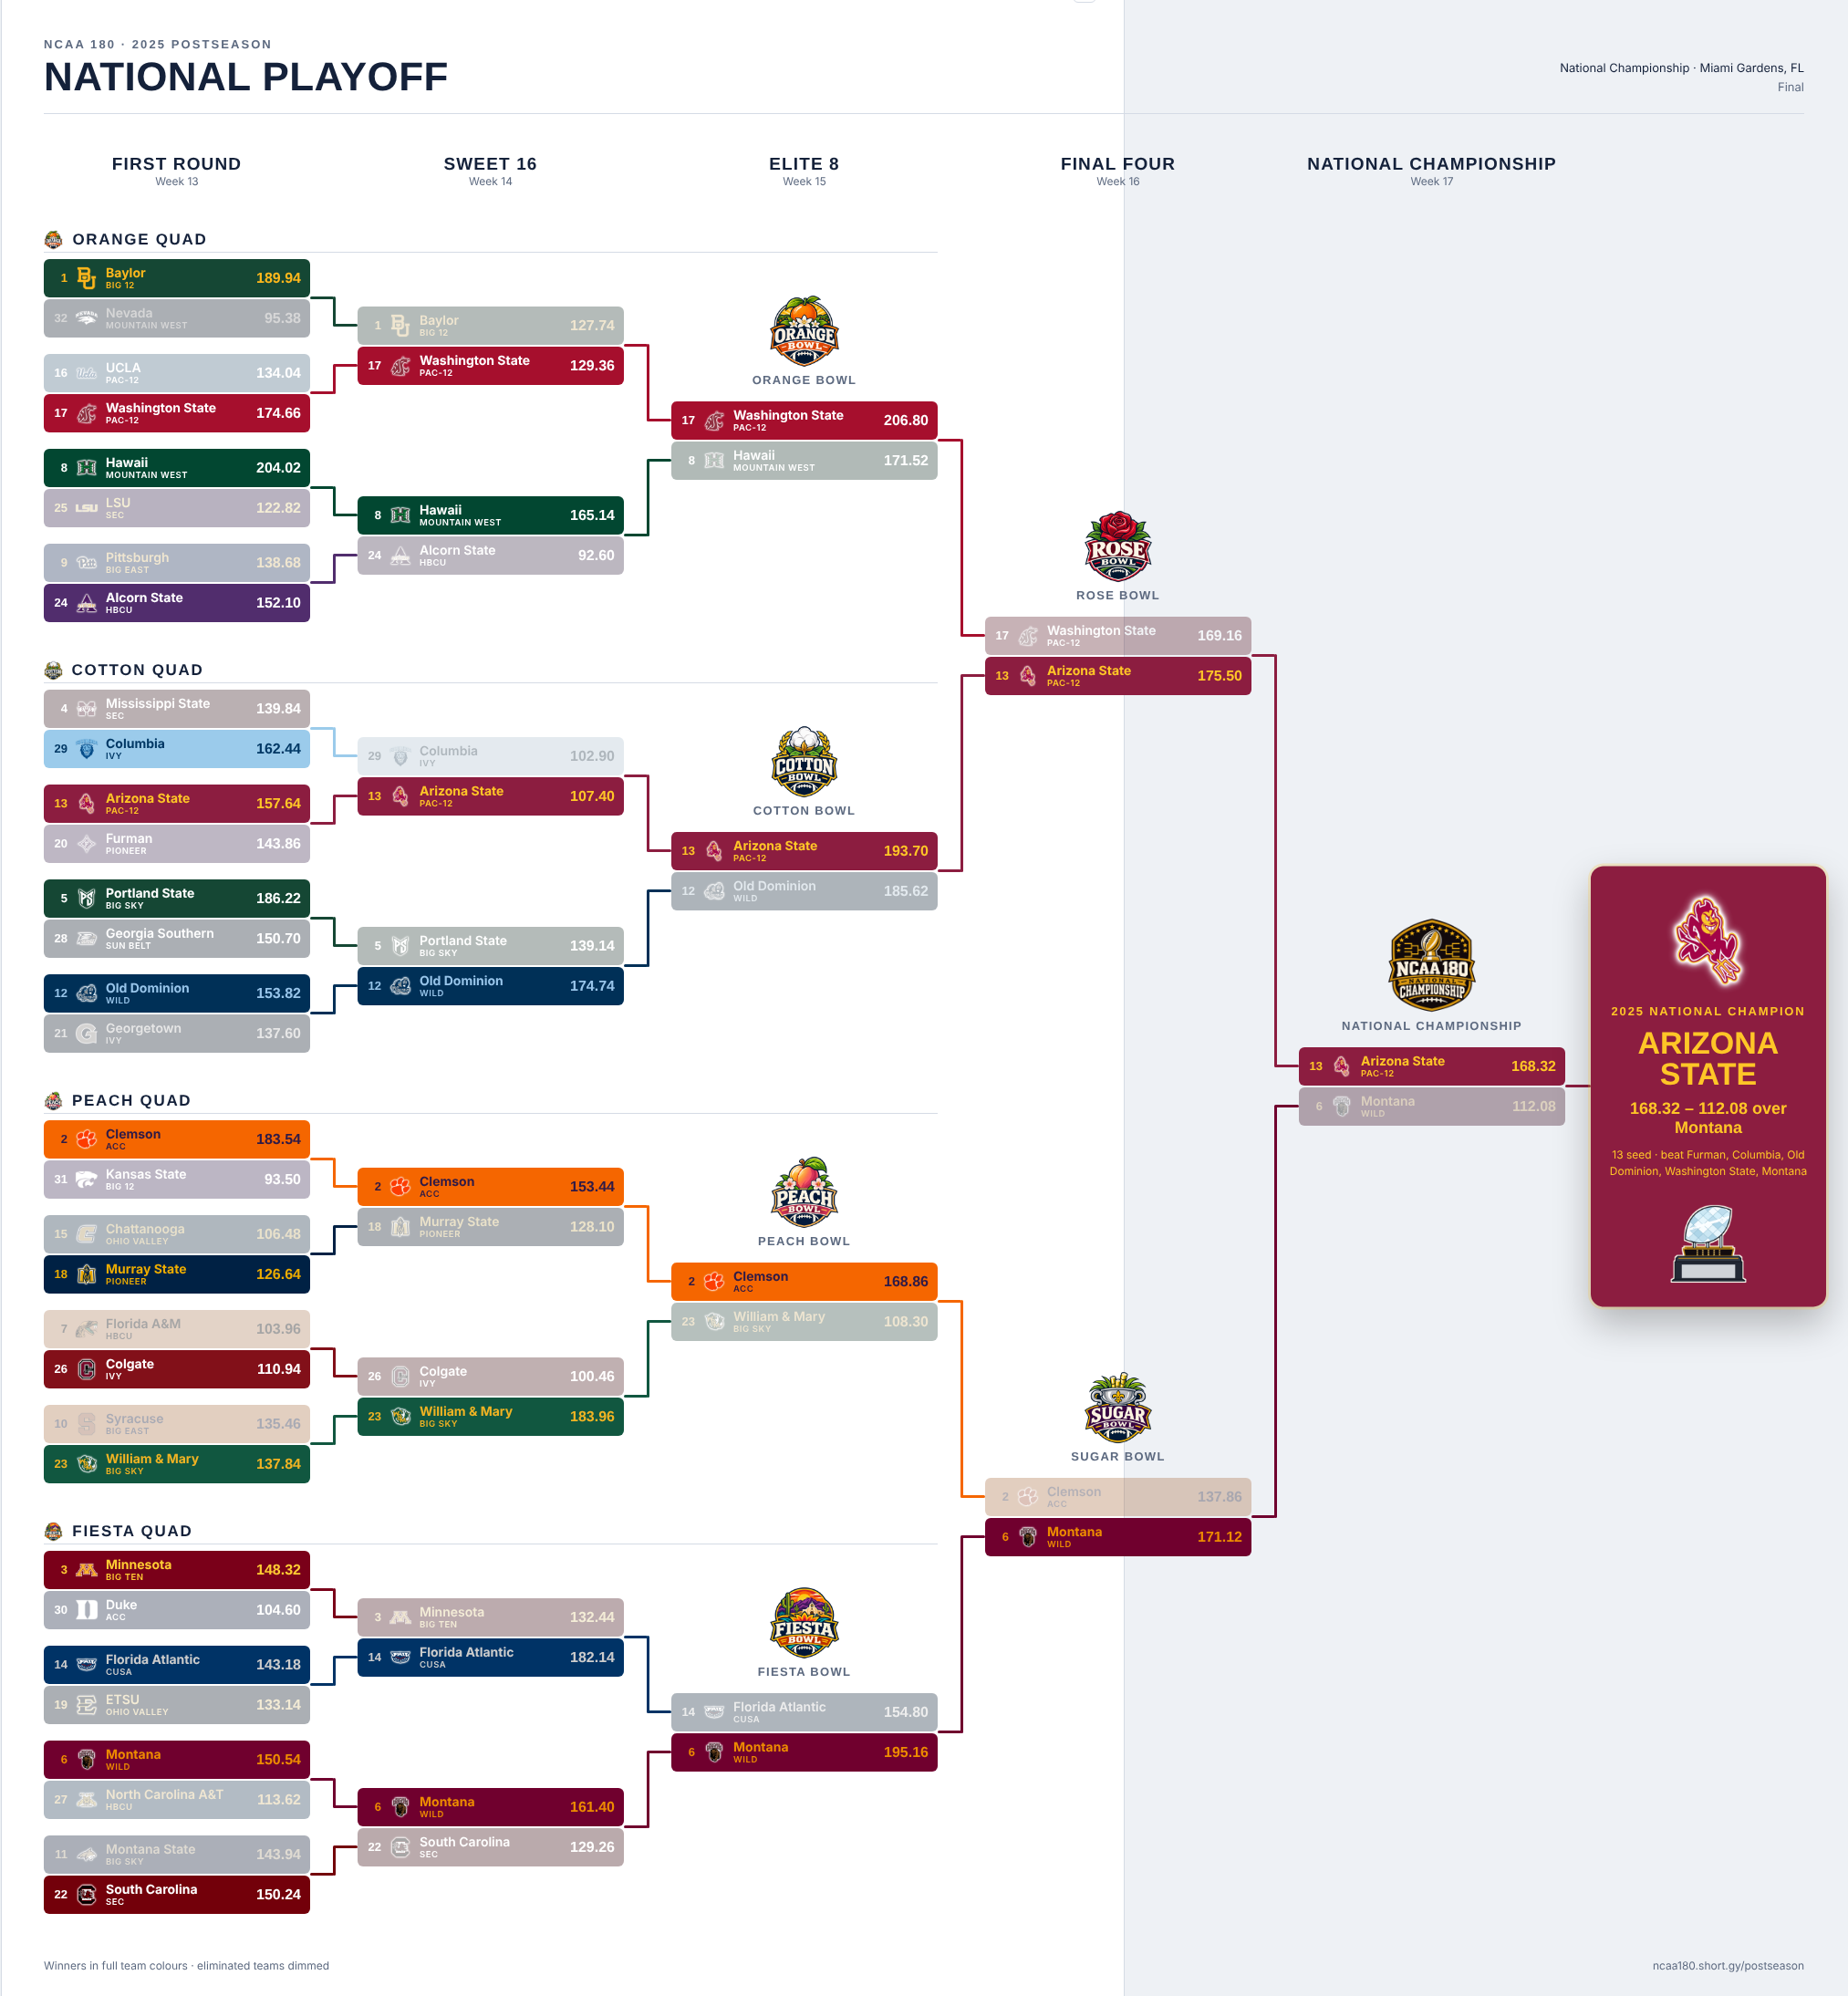 NCAA 180 · 2025 POSTSEASON
NATIONAL PLAYOFF
National Championship · Miami Gardens, FL
Final
FIRST ROUND
Week 13
SWEET 16
Week 14
ELITE 8
Week 15
FINAL FOUR
Week 16
NATIONAL CHAMPIONSHIP
Week 17
ORANGE QUAD
1 Baylor 189.94
BIG 12
32 Nevada 95.38
MOUNTAIN WEST
16 UCLA 134.04
PAC-12
17 Washington State 174.66
PAC-12
8 Hawaii 204.02
MOUNTAIN WEST
25 LSU 122.82
SEC
9 Pittsburgh 138.68
BIG EAST
24 Alcorn State 152.10
HBCU
1 Baylor 127.74
BIG 12
17 Washington State 129.36
PAC-12
8 Hawaii 165.14
MOUNTAIN WEST
24 Alcorn State 92.60
HBCU
ORANGE
BOWL
ORANGE BOWL
17 Washington State 206.80
PAC-12
8 Hawaii 171.52
MOUNTAIN WEST
COTTON QUAD
4 Mississippi State 139.84
SEC
29 Columbia 162.44
IVY
13 Arizona State 157.64
PAC-12
20 Furman 143.86
PIONEER
5 Portland State 186.22
BIG SKY
28 Georgia Southern 150.70
SUN BELT
12 Old Dominion 153.82
WILD
21 Georgetown 137.60
IVY
29 Columbia 102.90
IVY
13 Arizona State 107.40
PAC-12
5 Portland State 139.14
BIG SKY
12 Old Dominion 174.74
WILD
COTTON
BOWL
COTTON BOWL
13 Arizona State 193.70
PAC-12
12 Old Dominion 185.62
WILD
ROSE
BOWL
ROSE BOWL
17 Washington State 169.16
PAC-12
13 Arizona State 175.50
PAC-12
PEACH QUAD
2 Clemson 183.54
ACC
31 Kansas State 93.50
BIG 12
15 Chattanooga 106.48
OHIO VALLEY
18 Murray State 126.64
PIONEER
7 Florida A&M 103.96
HBCU
26 Colgate 110.94
IVY
10 Syracuse 135.46
BIG EAST
23 William & Mary 137.84
BIG SKY
2 Clemson 153.44
ACC
18 Murray State 128.10
PIONEER
26 Colgate 100.46
IVY
23 William & Mary 183.96
BIG SKY
PEACH
BOWL
PEACH BOWL
2 Clemson 168.86
ACC
23 William & Mary 108.30
BIG SKY
FIESTA QUAD
3 Minnesota 148.32
BIG TEN
30 Duke 104.60
ACC
14 Florida Atlantic 143.18
CUSA
19 ETSU 133.14
OHIO VALLEY
6 Montana 150.54
WILD
27 North Carolina A&T 113.62
HBCU
11 Montana State 143.94
BIG SKY
22 South Carolina 150.24
SEC
3 Minnesota 132.44
BIG TEN
14 Florida Atlantic 182.14
CUSA
6 Montana 161.40
WILD
22 South Carolina 129.26
SEC
FIESTA
BOWL
FIESTA BOWL
14 Florida Atlantic 154.80
CUSA
6 Montana 195.16
WILD
SUGAR
BOWL
SUGAR BOWL
2 Clemson 137.86
ACC
6 Montana 171.12
WILD
NCAA 180
NATIONAL
CHAMPIONSHIP
NATIONAL CHAMPIONSHIP
13 Arizona State 168.32
PAC-12
6 Montana 112.08
WILD
2025 NATIONAL CHAMPION
ARIZONA
STATE
168.32 – 112.08 over
Montana
13 seed · beat Furman, Columbia, Old
Dominion, Washington State, Montana
Winners in full team colours · eliminated teams dimmed
ncaa180.short.gy/postseason